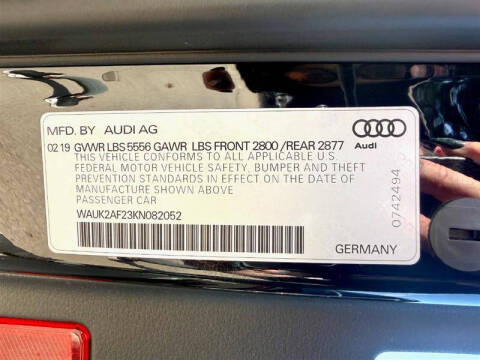 MFD. BY AUDI AG
Audi
02 19 GVWR LBS 5556 GAWR LBS FRONT 2800 /REAR 2877
THIS VEHICLE CONFORMS TO ALL APPLICABLE U.S.
FEDERAL MOTOR VEHICLE SAFETY, BUMPER AND THEFT
PREVENTION STANDARDS IN EFFECT ON THE DATE OF
MANUFACTURE SHOWN ABOVE
PASSENGER CAR
WAUK2AF23KN082052
0742494
GERMANY